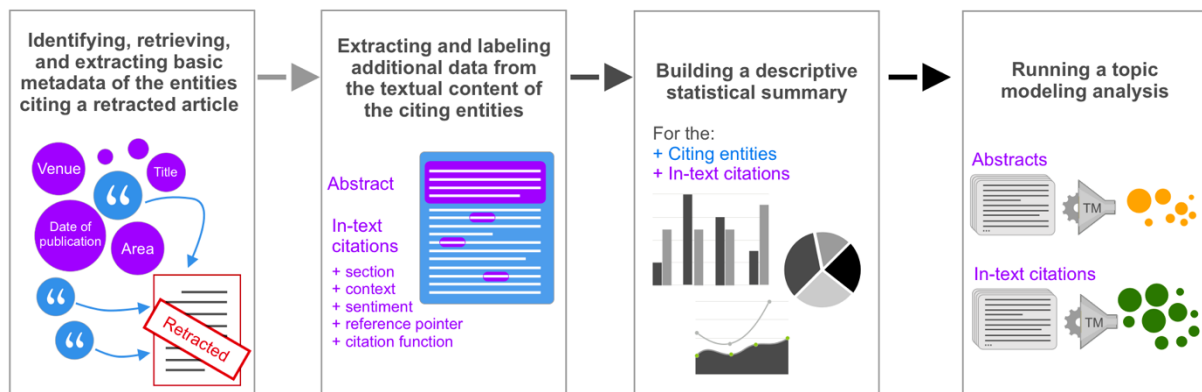 Identifying, retrieving,
and extracting basic
metadata of the entities
citing a retracted article
Venue
Title
Date of
publication
Area
Retracted
Extracting and labeling
additional data from
the textual content of
the citing entities
Abstract
In-text
citations
+ section
+ context
+ sentiment
+ reference pointer
+ citation function
Building a descriptive
statistical summary
For the:
+ Citing entities
+ In-text citations
Running a topic
modeling analysis
Abstracts
TM
In-text citations
TM